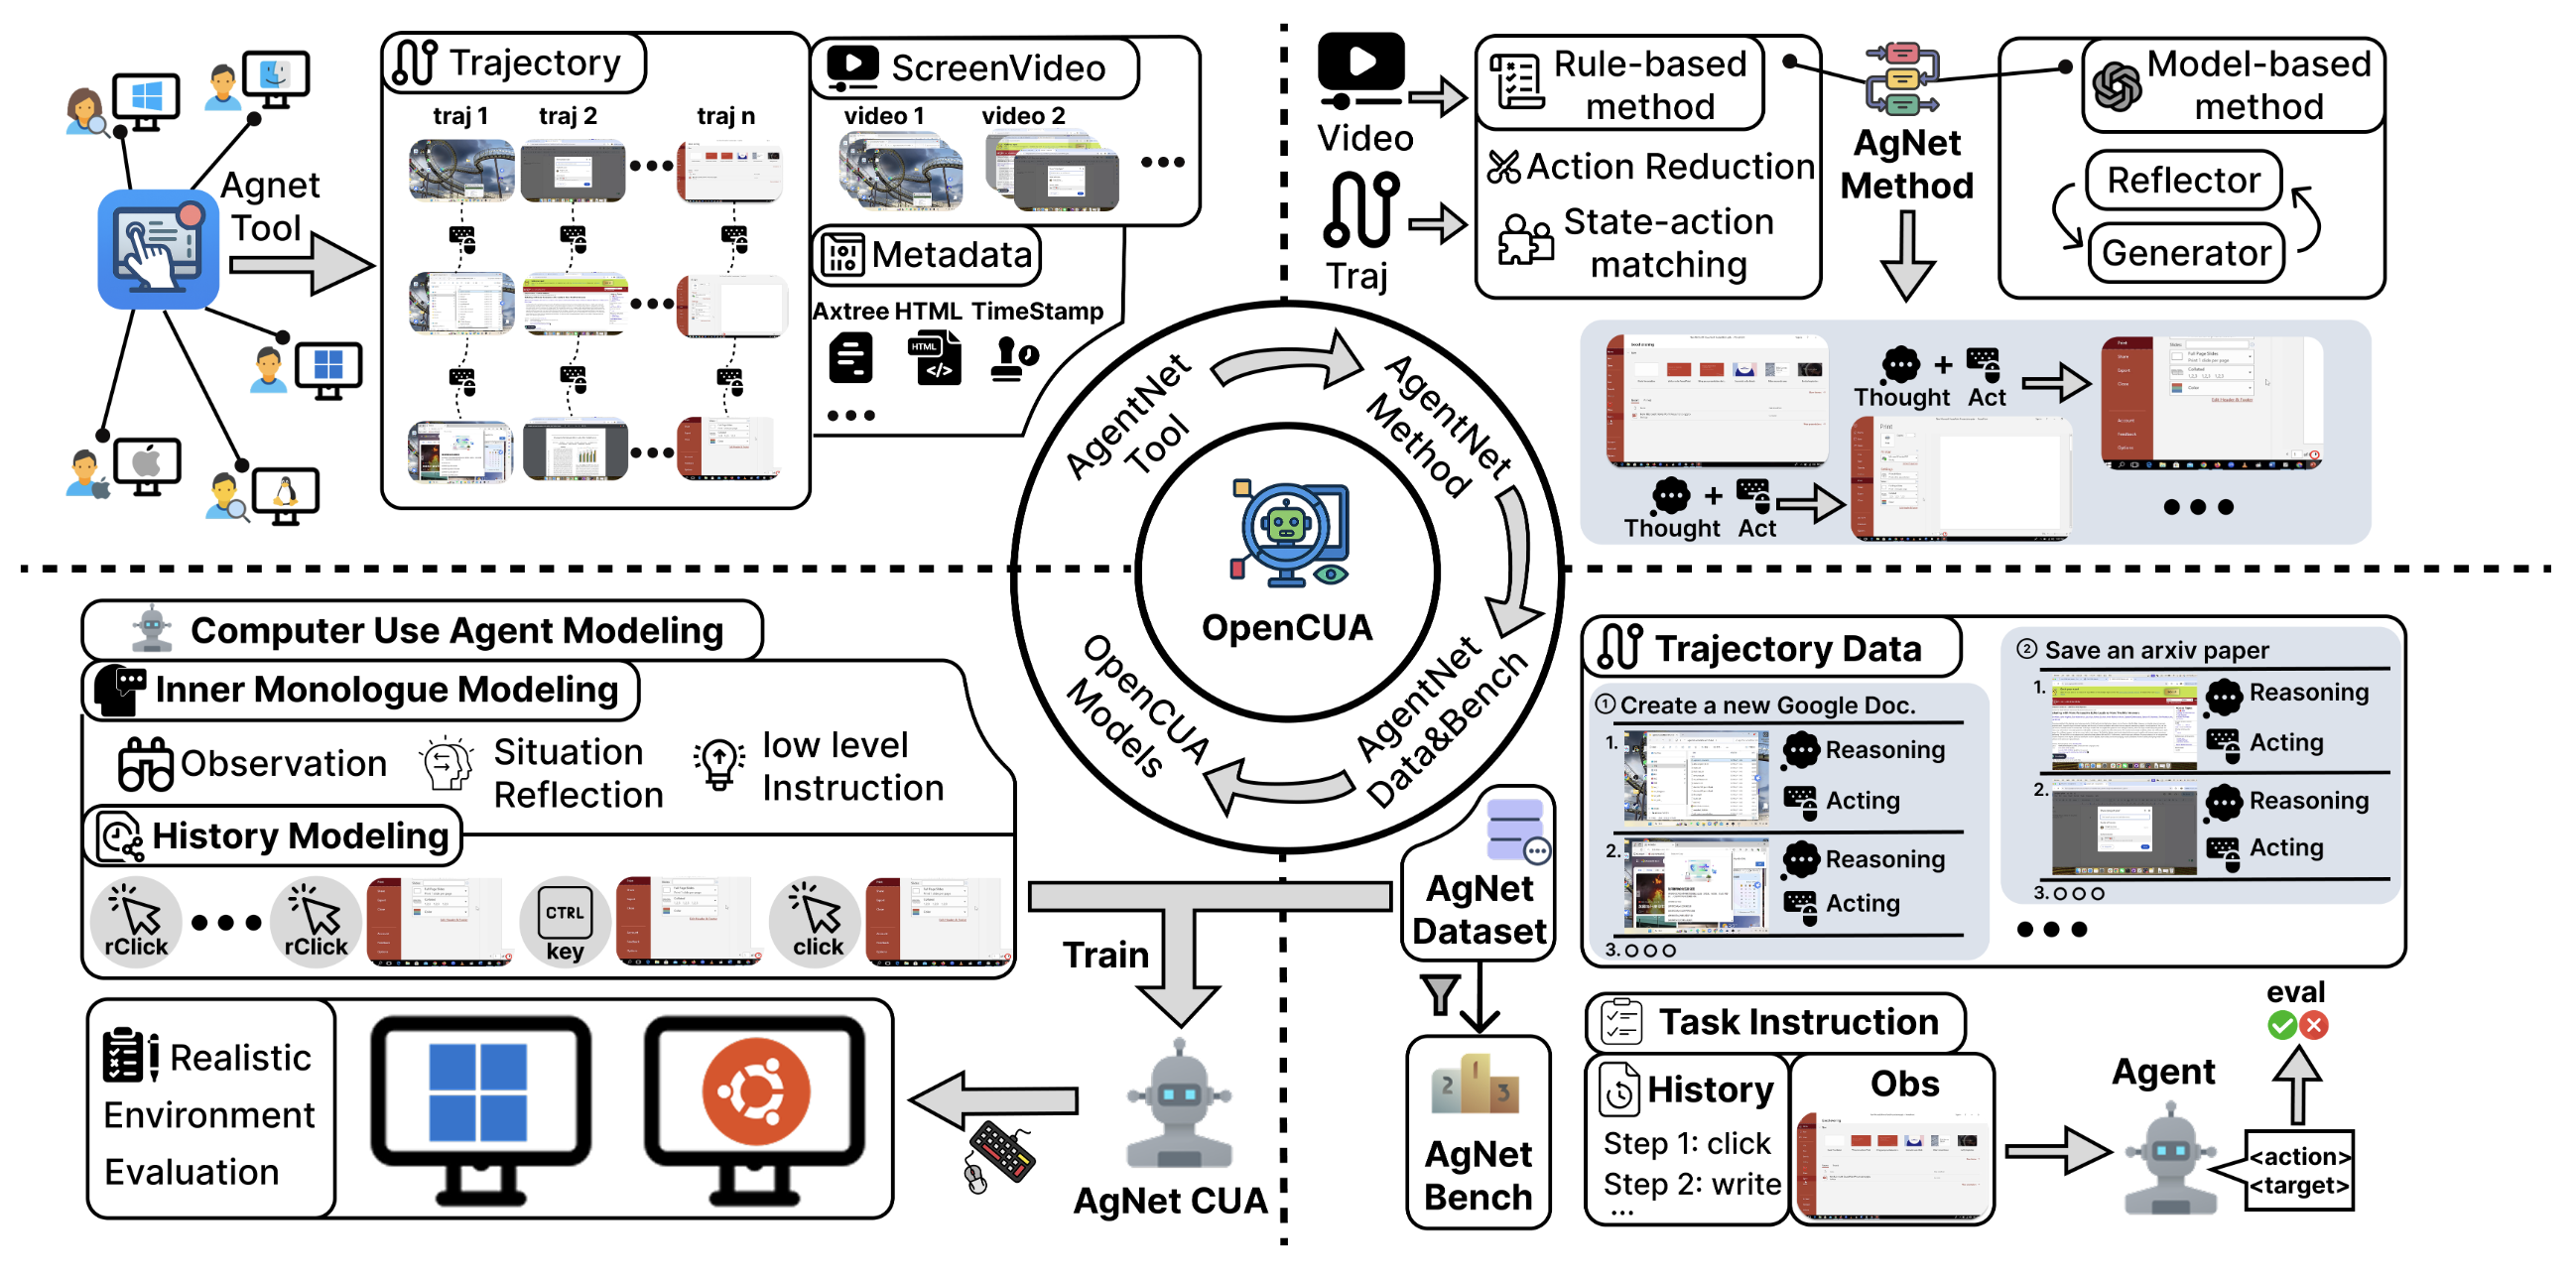 Agnet
Tool
Trajectory
traj 1
traj 2
traj n
ScreenVideo
video 1
video 2
Metadata
Axtree
HTML
TimeStamp
HTML
Video
Traj
Rule-based
method
Action Reduction
State-action
matching
AgNet
Method
Model-based
method
Reflector
Generator
Thought
+
Act
Thought
+
Act
AgentNet
Tool
AgentNet
Method
AgentNet
Data&Bench
OpenCUA
Models
OpenCUA
Computer Use Agent Modeling
Inner Monologue Modeling
Observation
Situation
Reflection
low level
Instruction
History Modeling
rClick
rClick
CTRL
key
click
Train
Realistic
Environment
Evaluation
AgNet CUA
AgNet
Dataset
2 1 3
AgNet
Bench
Trajectory Data
① Create a new Google Doc.
1.
Reasoning
Acting
2.
Reasoning
Acting
3.
② Save an arxiv paper
1.
Reasoning
Acting
2.
Reasoning
Acting
3.
Task Instruction
History
Step 1: click
Step 2: write
...
Obs
Agent
eval
<action>
<target>